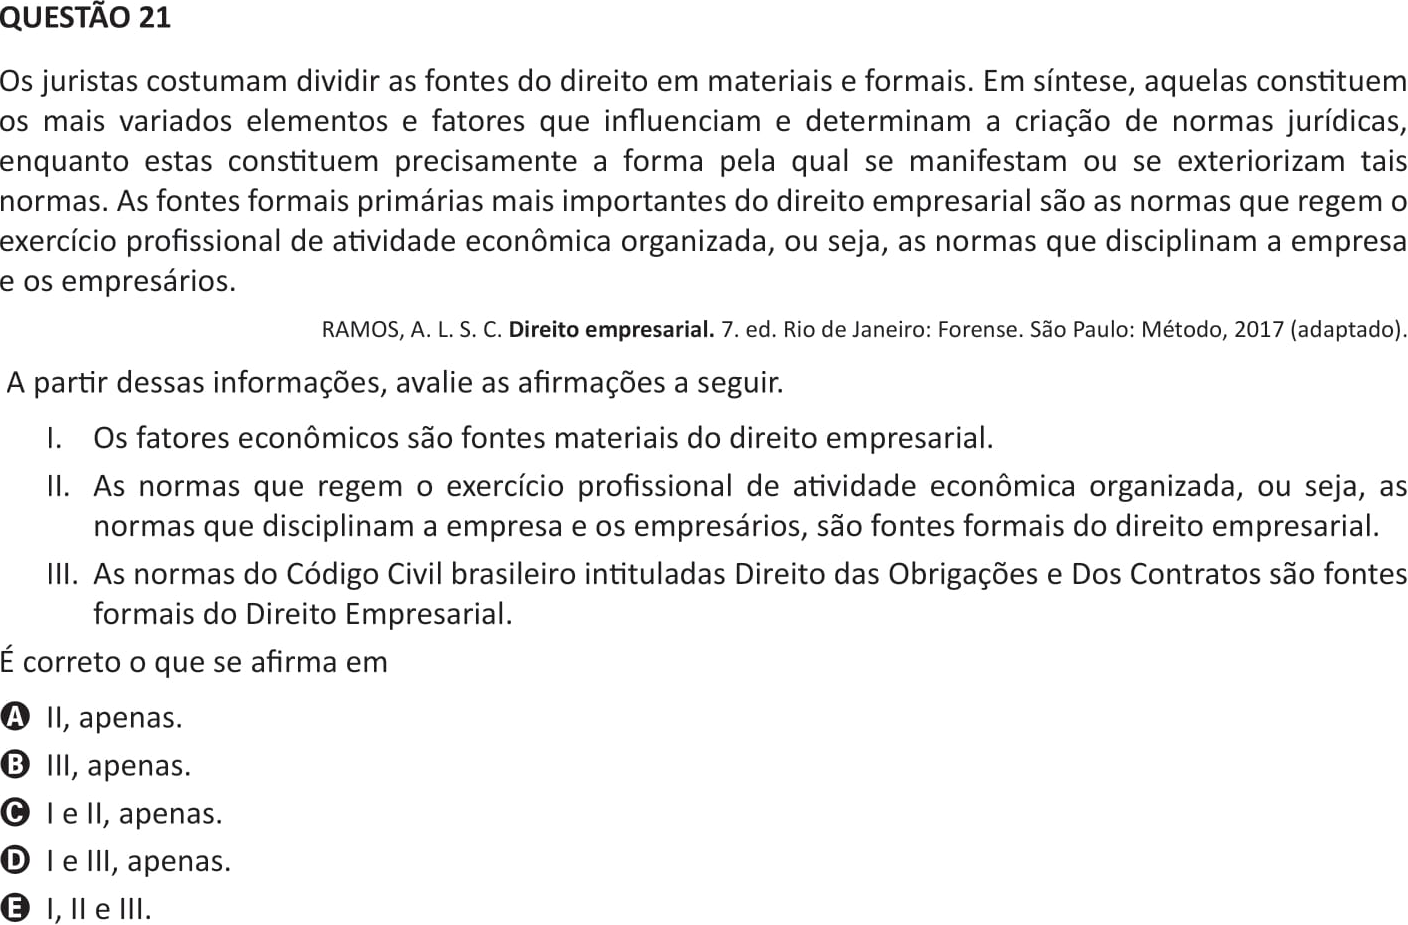 QUESTÃO 21
Os juristas costumam dividir as fontes do direito em materiais e formais. Em síntese, aquelas constituem
os mais variados elementos e fatores que influenciam e determinam a criação de normas jurídicas,
enquanto estas constituem precisamente a forma pela qual se manifestam ou se exteriorizam tais
normas. As fontes formais primárias mais importantes do direito empresarial são as normas que regem o
exercício profissional de atividade econômica organizada, ou seja, as normas que disciplinam a empresa
e os empresários.
RAMOS, A. L. S. C. Direito empresarial. 7. ed. Rio de Janeiro: Forense. São Paulo: Método, 2017 (adaptado).
A partir dessas informações, avalie as afirmações a seguir.
I. Os fatores econômicos são fontes materiais do direito empresarial.
II. As normas que regem o exercício profissional de atividade econômica organizada, ou seja, as
normas que disciplinam a empresa e os empresários, são fontes formais do direito empresarial.
III. As normas do Código Civil brasileiro intituladas Direito das Obrigações e Dos Contratos são fontes
formais do Direito Empresarial.
É correto o que se afirma em
A II, apenas.
B III, apenas.
C I e II, apenas.
D I e III, apenas.
E I, II e III.